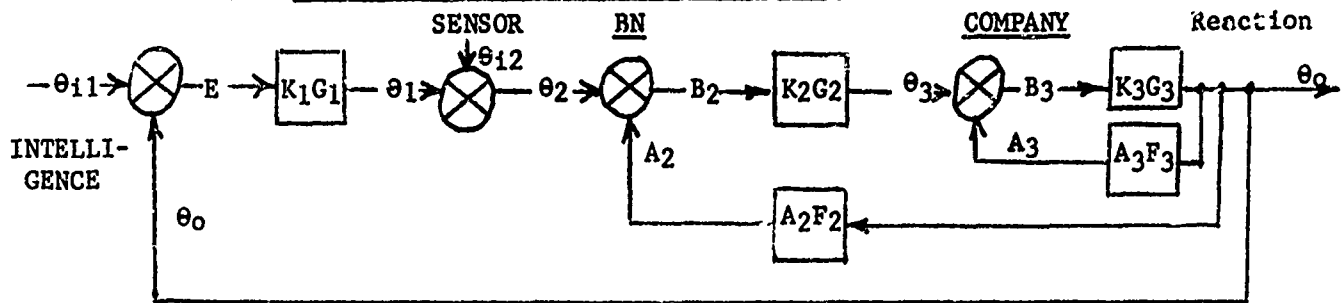 SENSOR BN COMPANY Reaction
θi1 E K1G1 θ1 θi2 θ2 B2 K2G2 θ3 B3 K3G3 θo
INTELLI-
GENCE
A2 A3 A3F3
θo A2F2